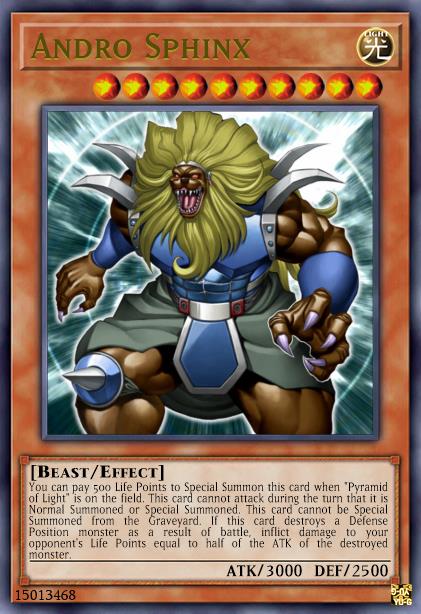 Andro Sphinx
LIGHT
光
[Beast/Effect]
You can pay 500 Life Points to Special Summon this card when "Pyramid
of Light" is on the field. This card cannot attack during the turn that it is
Normal Summoned or Special Summoned. This card cannot be Special
Summoned from the Graveyard. If this card destroys a Defense
Position monster as a result of battle, inflict damage to your
opponent's Life Points equal to half of the ATK of the destroyed
monster.
ATK/3000 DEF/2500
15013468